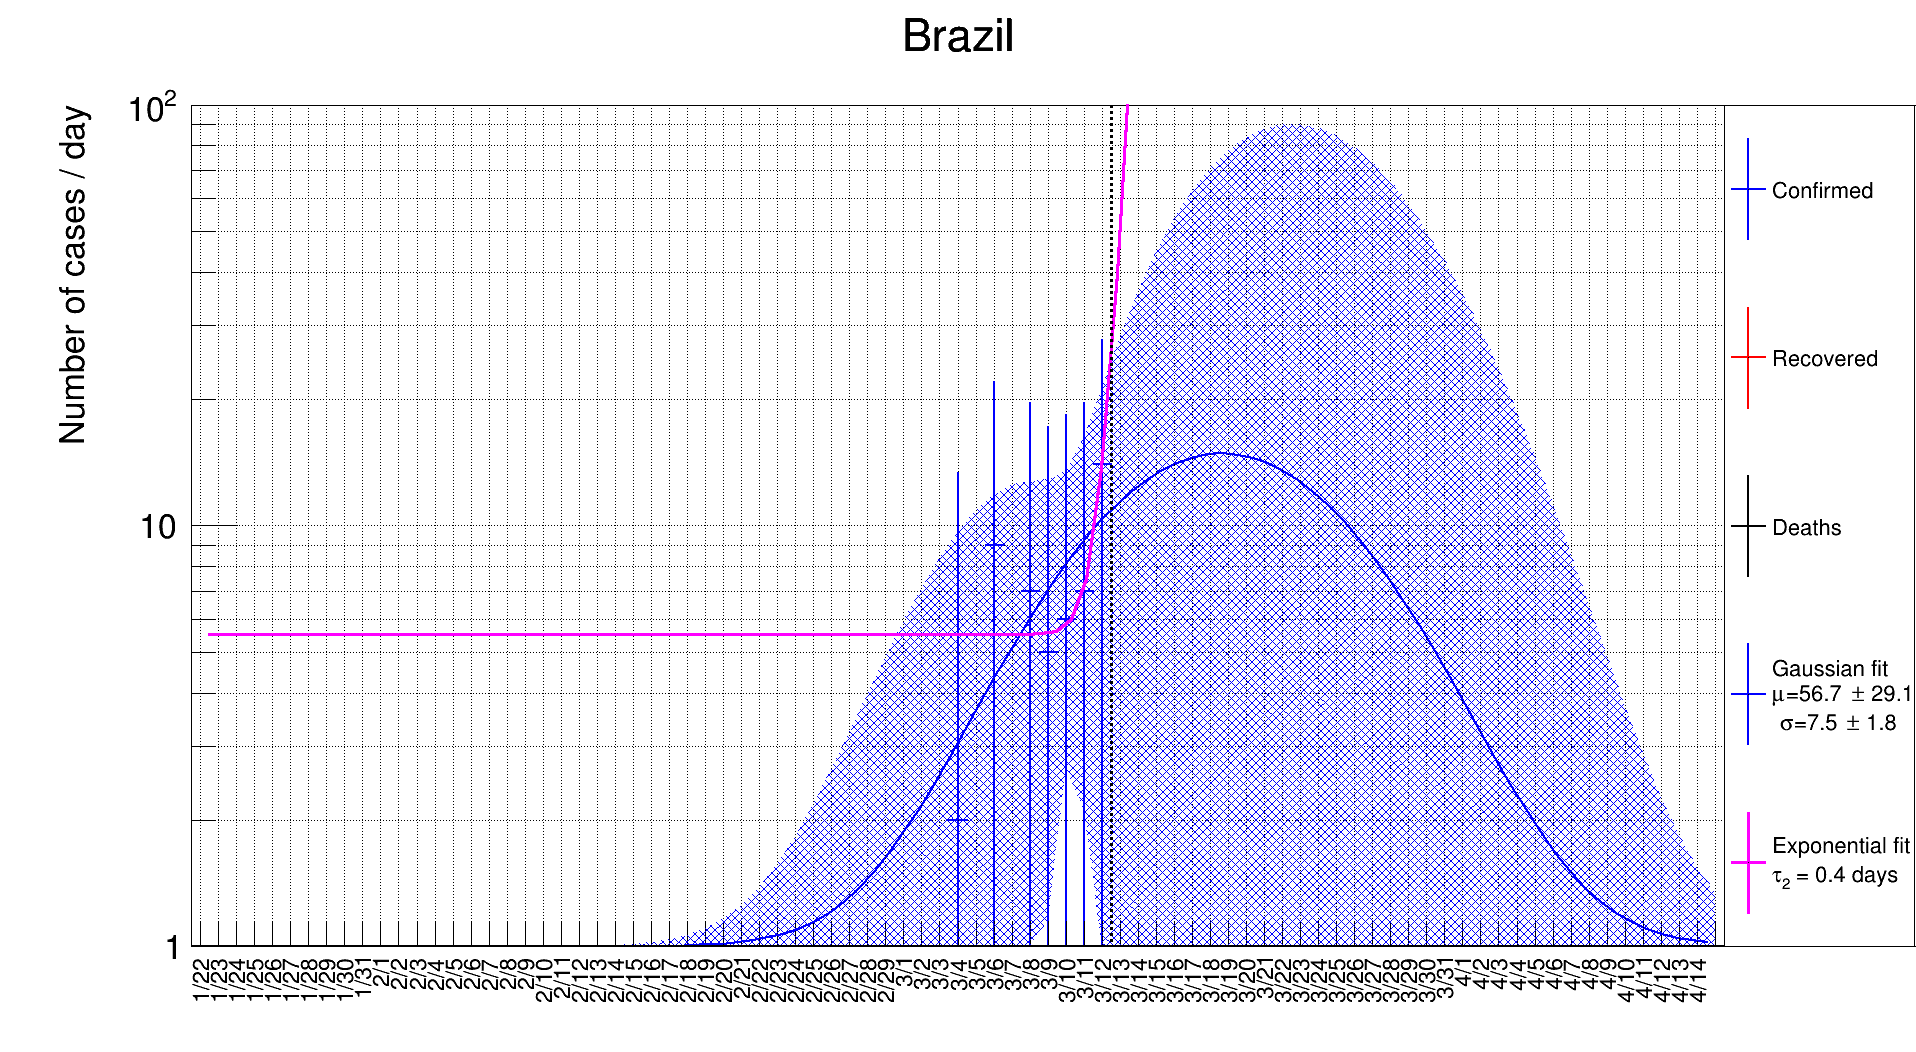 Brazil
Number of cases / day
10²
10
1
1/22 1/23 1/24 1/25 1/26 1/27 1/28 1/29 1/30 1/31 2/1 2/2 2/3 2/4 2/5 2/6 2/7 2/8 2/9 2/10 2/11 2/12 2/13 2/14 2/15 2/16 2/17 2/18 2/19 2/20 2/21 2/22 2/23 2/24 2/25 2/26 2/27 2/28 2/29 3/1 3/2 3/3 3/4 3/5 3/6 3/7 3/8 3/9 3/10 3/11 3/12 3/13 3/14 3/15 3/16 3/17 3/18 3/19 3/20 3/21 3/22 3/23 3/24 3/25 3/26 3/27 3/28 3/29 3/30 3/31 4/1 4/2 4/3 4/4 4/5 4/6 4/7 4/8 4/9 4/10 4/11 4/12 4/13 4/14
Confirmed
Recovered
Deaths
Gaussian fit
μ=56.7 ± 29.1
σ=7.5 ± 1.8
Exponential fit
τ₂ = 0.4 days